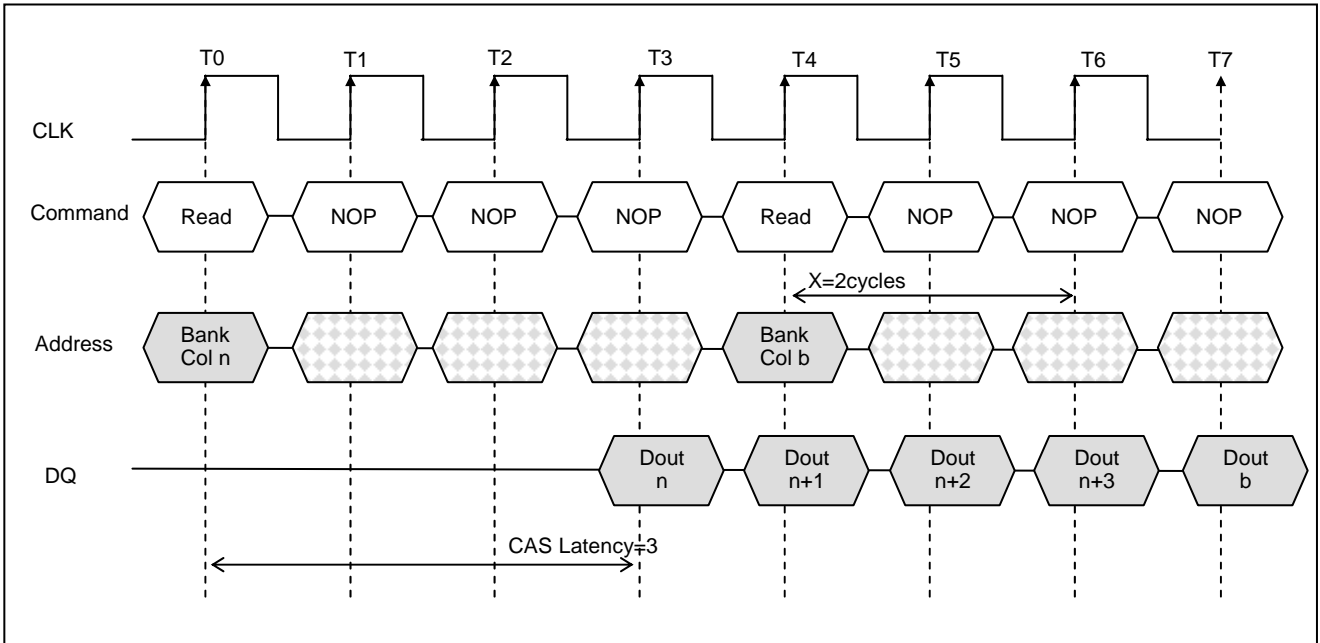 T0 T1 T2 T3 T4 T5 T6 T7
CLK
Command Read NOP NOP NOP Read NOP NOP NOP
X=2cycles
Address Bank Col n Bank Col b
DQ Dout n Dout n+1 Dout n+2 Dout n+3 Dout b
CAS Latency=3